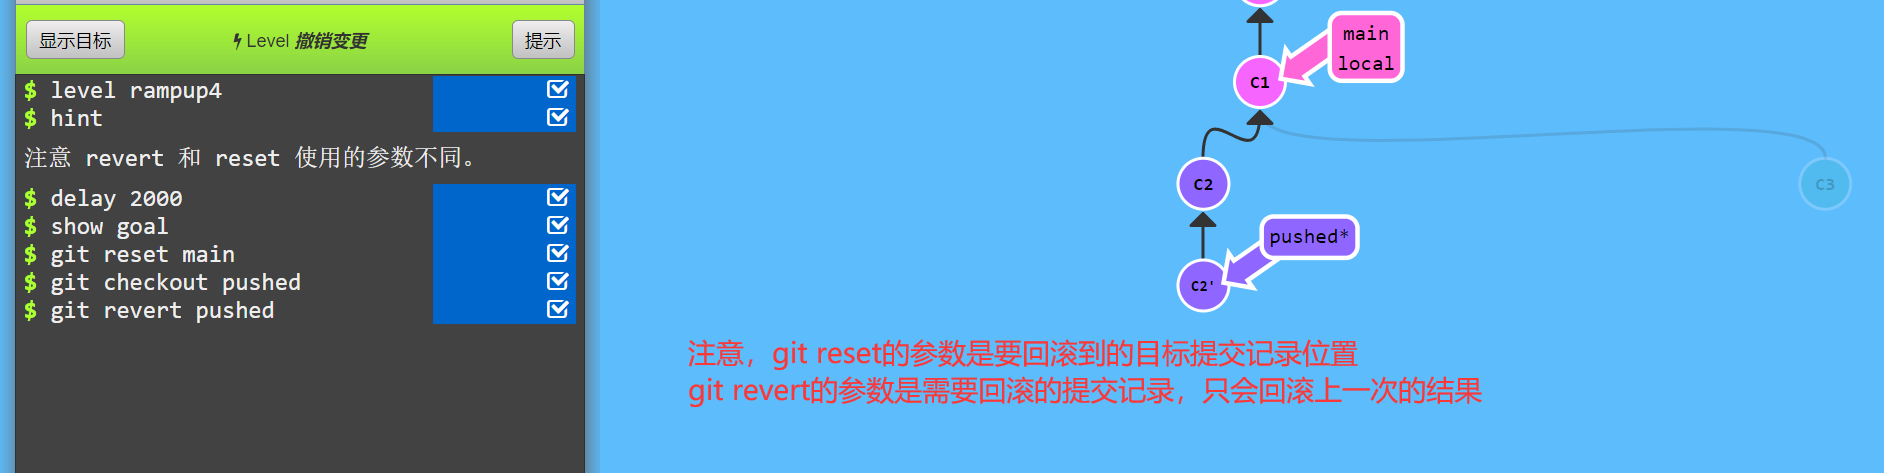 显示目标
Level 撤销变更
提示
$ level rampup4
$ hint
注意 revert 和 reset 使用的参数不同。
$ delay 2000
$ show goal
$ git reset main
$ git checkout pushed
$ git revert pushed
main
local
C1
C2
C3
pushed*
C2'
注意，git reset的参数是要回滚到的目标提交记录位置
git revert的参数是需要回滚的提交记录，只会回滚上一次的结果